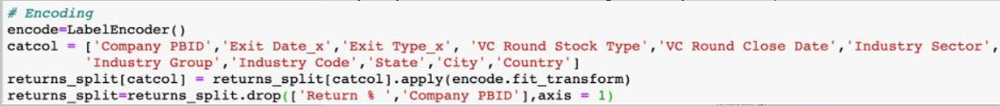 # Encoding
encode=LabelEncoder()
catcol = ['Company PBID','Exit Date_x','Exit Type_x', 'VC Round Stock Type','VC Round Close Date','Industry Sector',
'Industry Group','Industry Code','State','City','Country']
returns_split[catcol] = returns_split[catcol].apply(encode.fit_transform)
returns_split=returns_split.drop(['Return % ','Company PBID'],axis = 1)